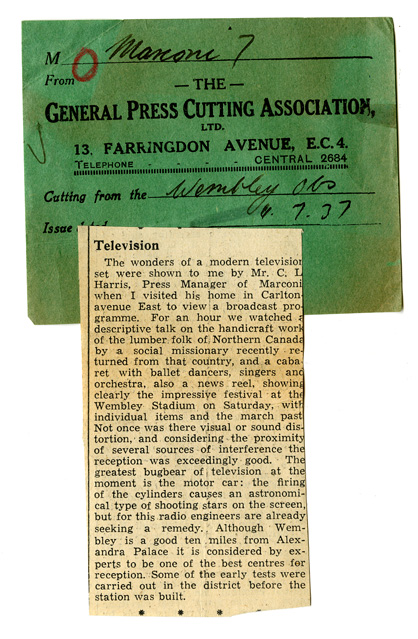 M Marconi 7
From
— THE —
GENERAL PRESS CUTTING ASSOCIATION,
LTD.
13, FARRINGDON AVENUE, E.C.4.
TELEPHONE - - - CENTRAL 2684
Cutting from the Wembley Obs
Issue 7.37
Television
The wonders of a modern television
set were shown to me by Mr. C. L
Harris, Press Manager of Marconi
when I visited his home in Carlton-
avenue East to view a broadcast pro-
gramme. For an hour we watched a
descriptive talk on the handicraft work
of the lumber folk of Northern Canada
by a social missionary recently re-
turned from that country, and a caba-
ret with ballet dancers, singers and
orchestra, also a news reel, showing
clearly the impressive festival at the
Wembley Stadium on Saturday, with
individual items and the march past
Not once was there visual or sound dis-
tortion, and considering the proximity
of several sources of interference the
reception was exceedingly good. The
greatest bugbear of television at the
moment is the motor car: the firing
of the cylinders causes an astronomi-
cal type of shooting stars on the screen,
but for this radio engineers are already
seeking a remedy. Although Wem-
bley is a good ten miles from Alex-
andra Palace it is considered by ex-
perts to be one of the best centres for
reception. Some of the early tests were
carried out in the district before the
station was built.
* * *